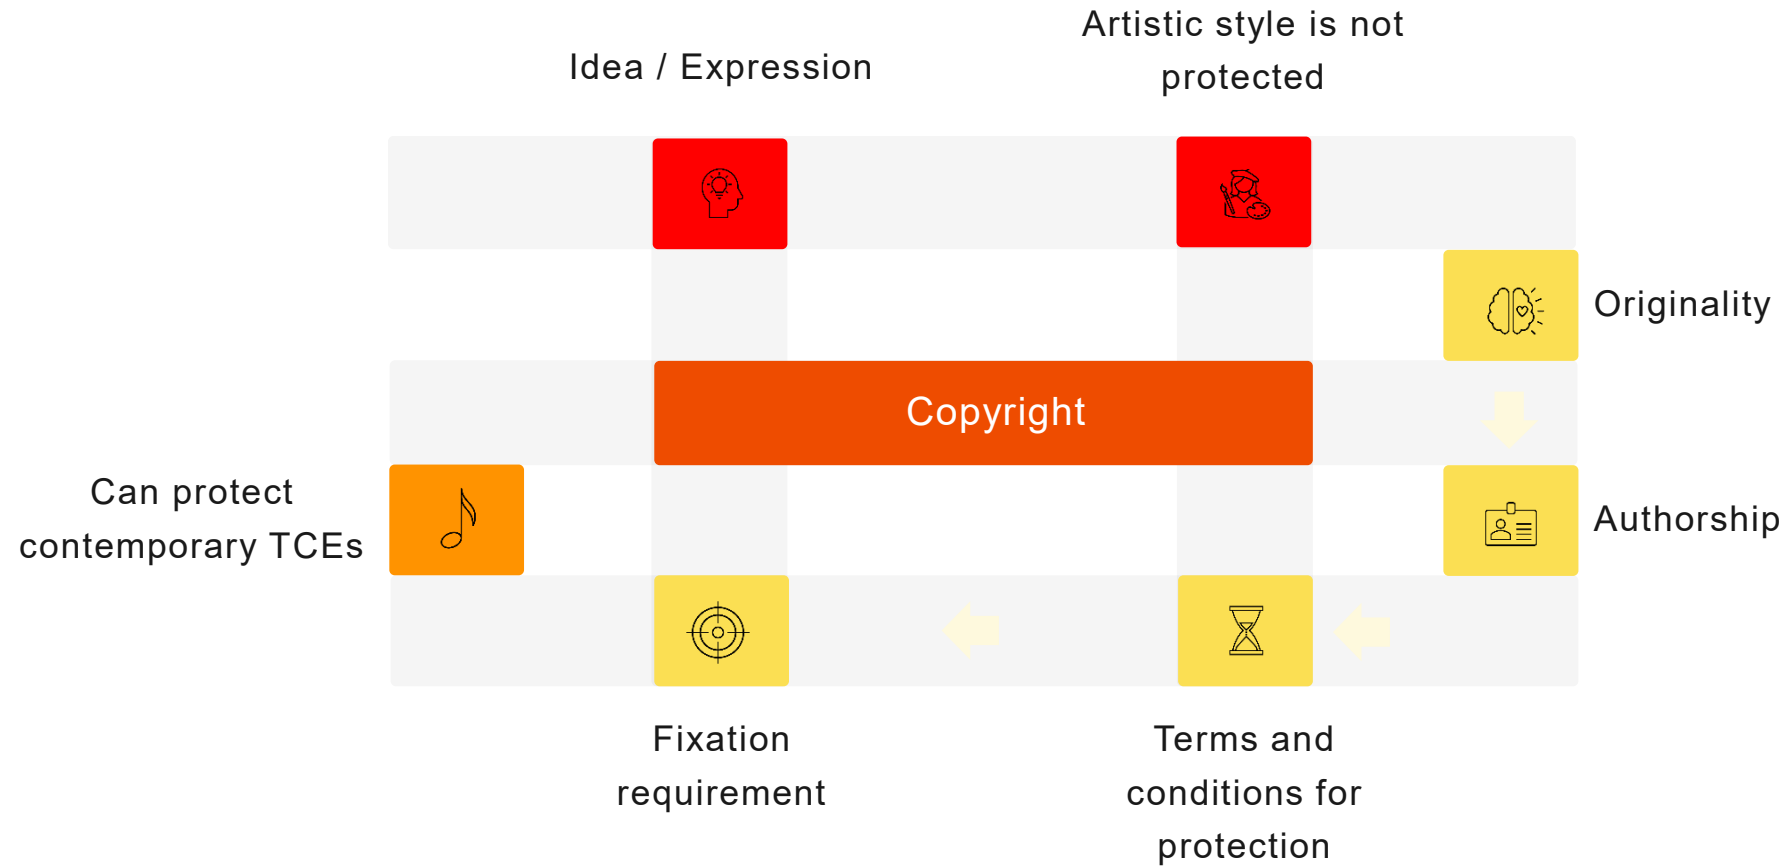 Artistic style is not
protected
Idea / Expression
Originality
Copyright
Can protect
contemporary TCEs
Authorship
Fixation
requirement
Terms and
conditions for
protection